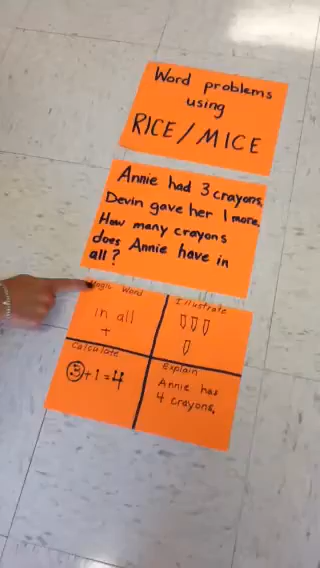 Word problems
using
RICE/MICE
Annie had 3 crayons.
Devin gave her 1 more.
How many crayons
does Annie have in
all?
Magic Word
in all
+
Illustrate
Calculate
3+1=4
Explain
Annie has
4 crayons.